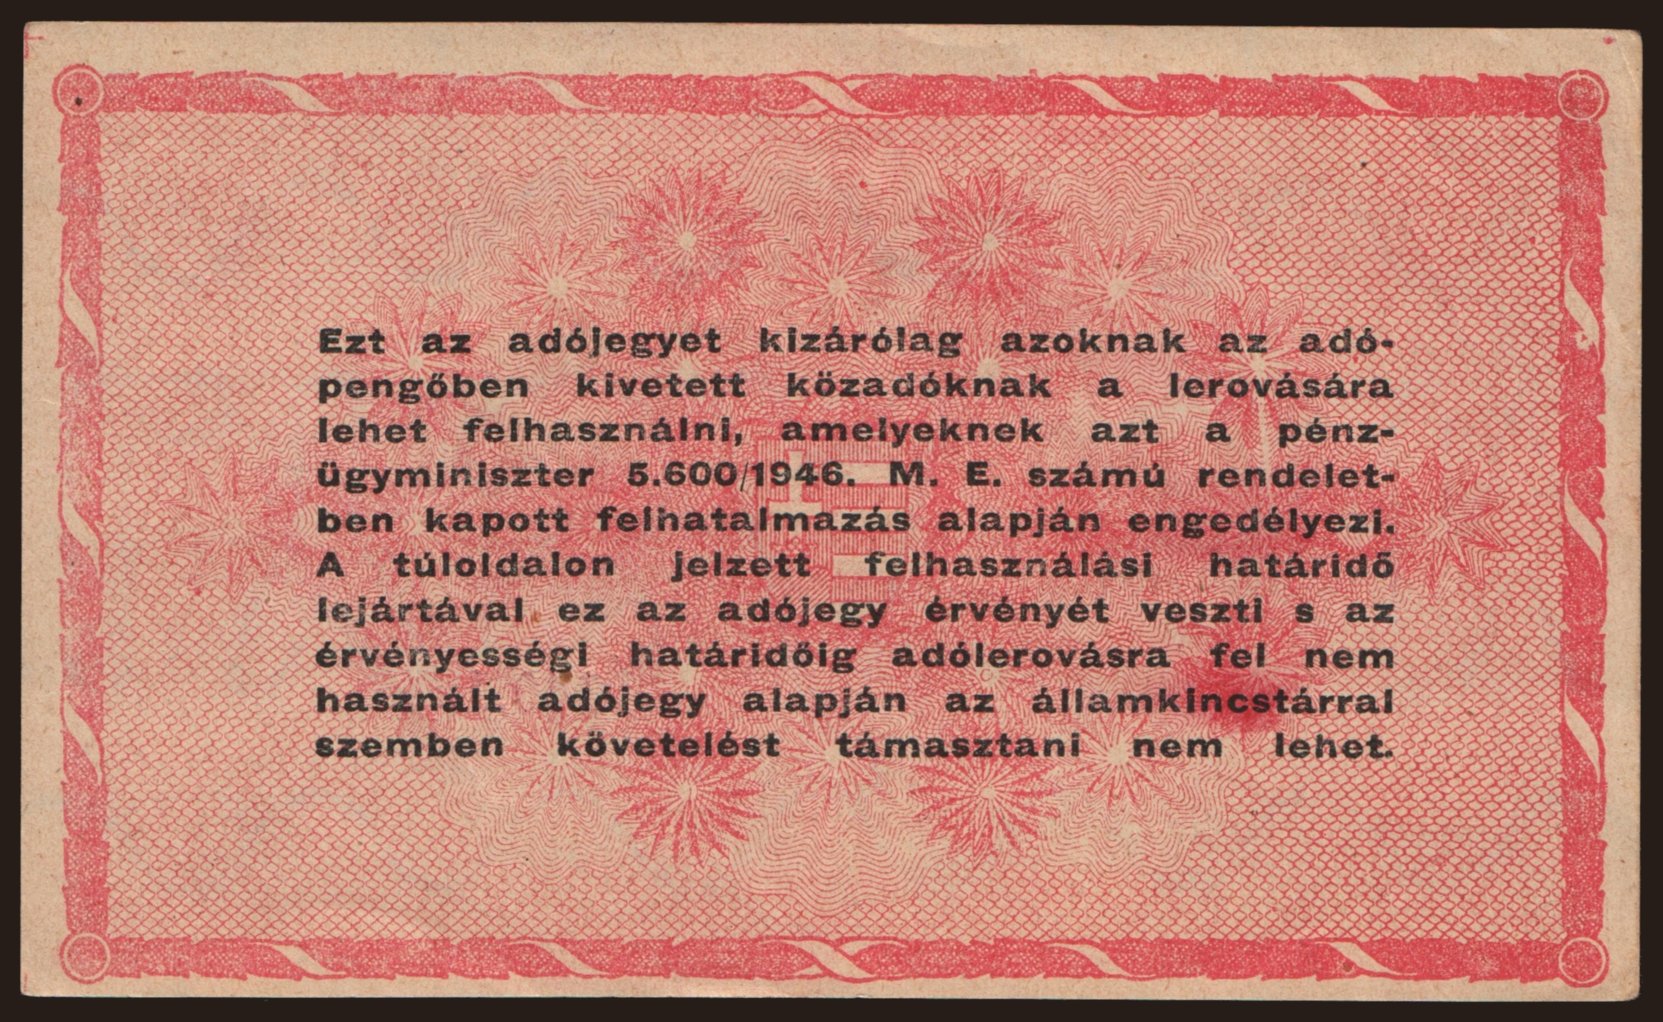 Ezt az adójegyet kizárólag azoknak az adó-
pengőben kivetett közadóknak a lerovására
lehet felhasználni, amelyeknek azt a pénz-
ügyminiszter 5.600/1946. M. E. számú rendelet-
ben kapott felhatalmazás alapján engedélyezi.
A túloldalon jelzett felhasználási határidő
lejártával ez az adójegy érvényét veszti s az
érvényességi határidőig adólerovásra fel nem
használt adójegy alapján az államkincstárral
szemben követelést támasztani nem lehet.